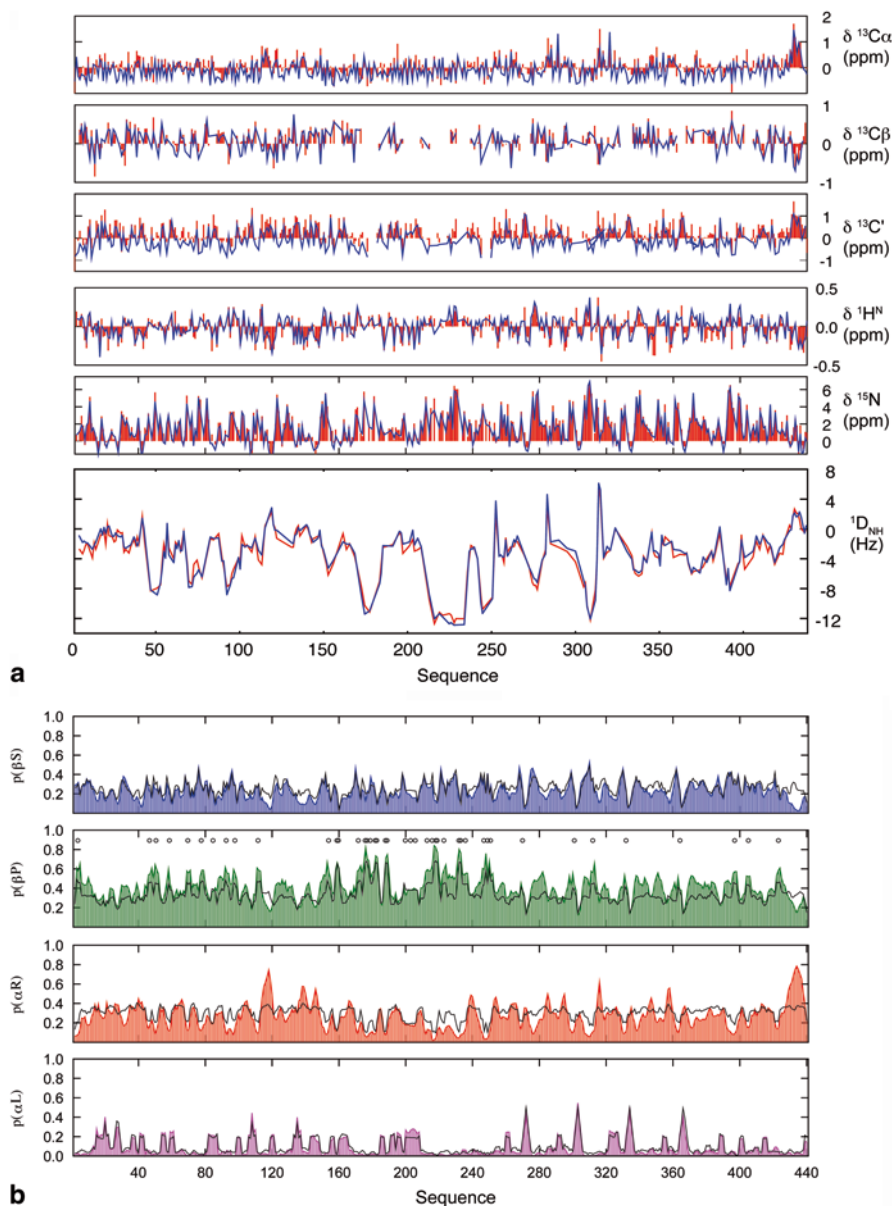 2
1
0
δ ¹³Cα
(ppm)
1
0
-1
δ ¹³Cβ
(ppm)
1
0
-1
δ ¹³C'
(ppm)
0.5
0.0
-0.5
δ ¹Hᴺ
(ppm)
6
4
2
0
δ ¹⁵N
(ppm)
8
4
0
-4
-8
-12
¹D_NH
(Hz)
0 50 100 150 200 250 300 350 400
Sequence
a
1.0
0.8
0.6
0.4
0.2
p(βS)
1.0
0.8
0.6
0.4
0.2
p(βP)
1.0
0.8
0.6
0.4
0.2
p(αR)
1.0
0.8
0.6
0.4
0.2
0.0
p(αL)
40 80 120 160 200 240 280 320 360 400 440
Sequence
b